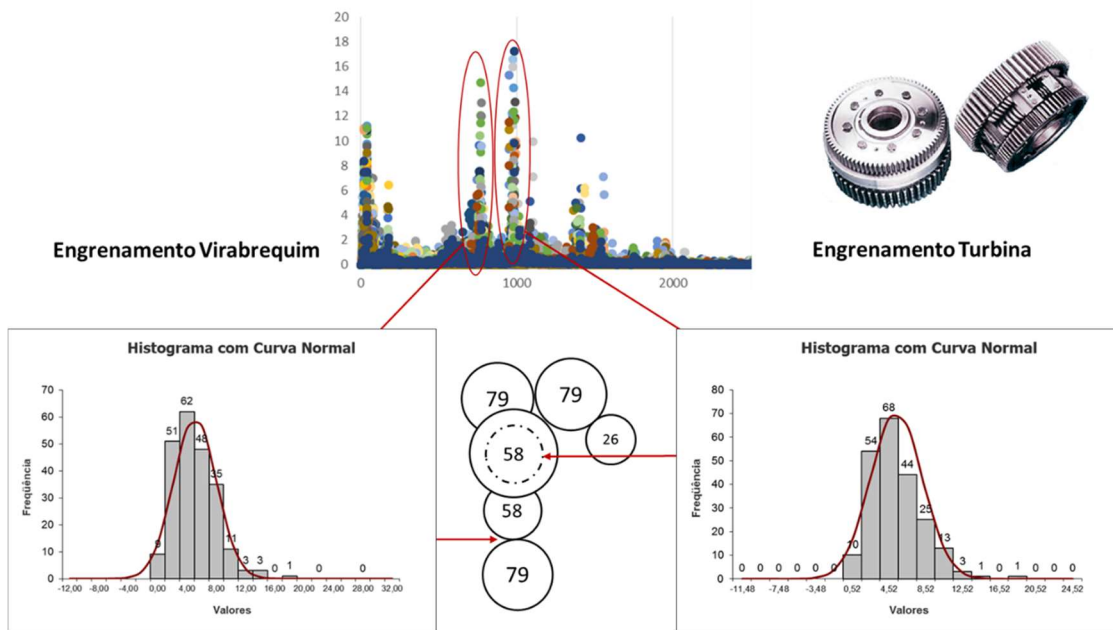 20
18
16
14
12
10
8
6
4
2
0
0 1000 2000
Engrenamento Virabrequim
Engrenamento Turbina
Histograma com Curva Normal
70
60
50
40
30
20
10
0
Freqüência
9 51 62 48 35 11 3 3 0 1 0 0
-12,00 -8,00 -4,00 0,00 4,00 8,00 12,00 16,00 20,00 24,00 28,00 32,00
Valores
79 79
26
58
58
79
Histograma com Curva Normal
80
70
60
50
40
30
20
10
0
Freqüência
0 0 0 0 0 0 10 54 68 44 25 13 3 1 0 1 0 0 0
-11,48 -7,48 -3,48 0,52 4,52 8,52 12,52 16,52 20,52 24,52
Valores